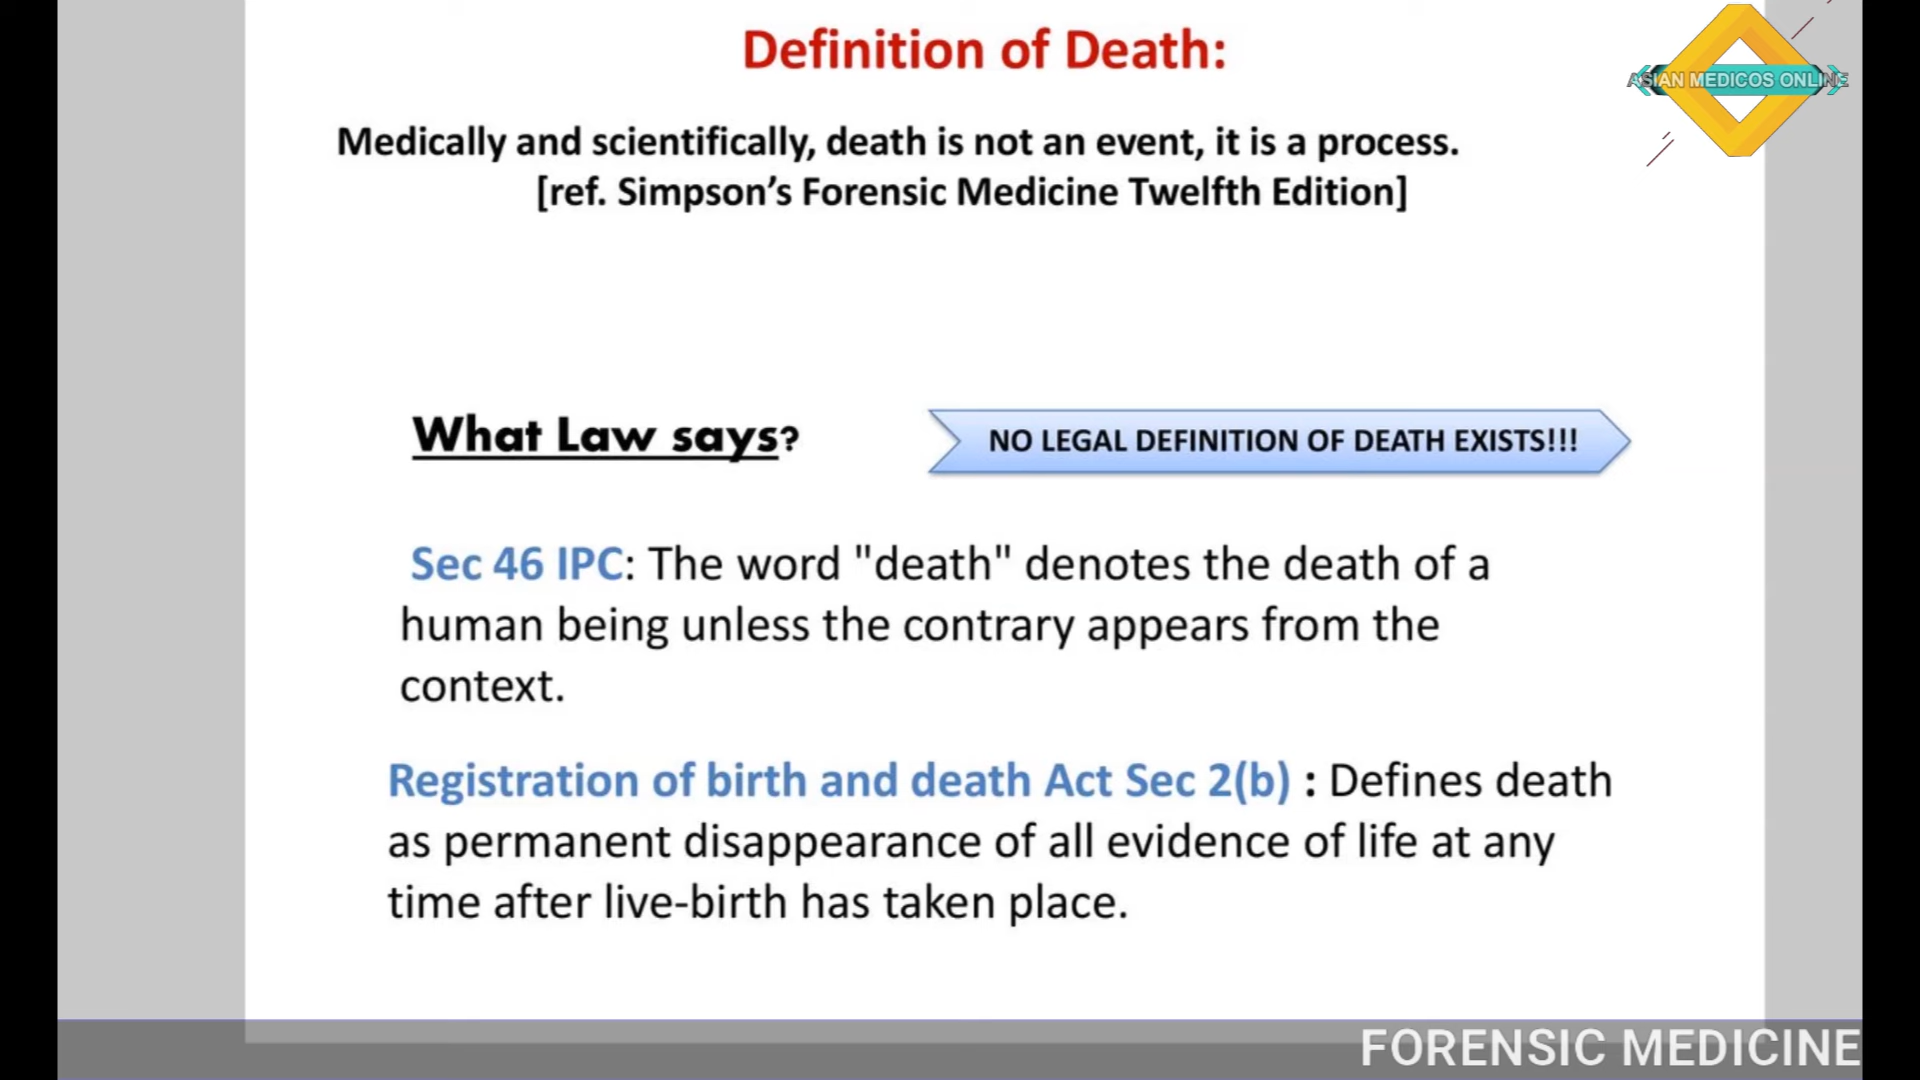 Definition of Death:
ASIAN MEDICOS ONLINE
Medically and scientifically, death is not an event, it is a process.
[ref. Simpson’s Forensic Medicine Twelfth Edition]
What Law says?
NO LEGAL DEFINITION OF DEATH EXISTS!!!
Sec 46 IPC: The word "death" denotes the death of a
human being unless the contrary appears from the
context.
Registration of birth and death Act Sec 2(b) : Defines death
as permanent disappearance of all evidence of life at any
time after live-birth has taken place.
FORENSIC MEDICINE